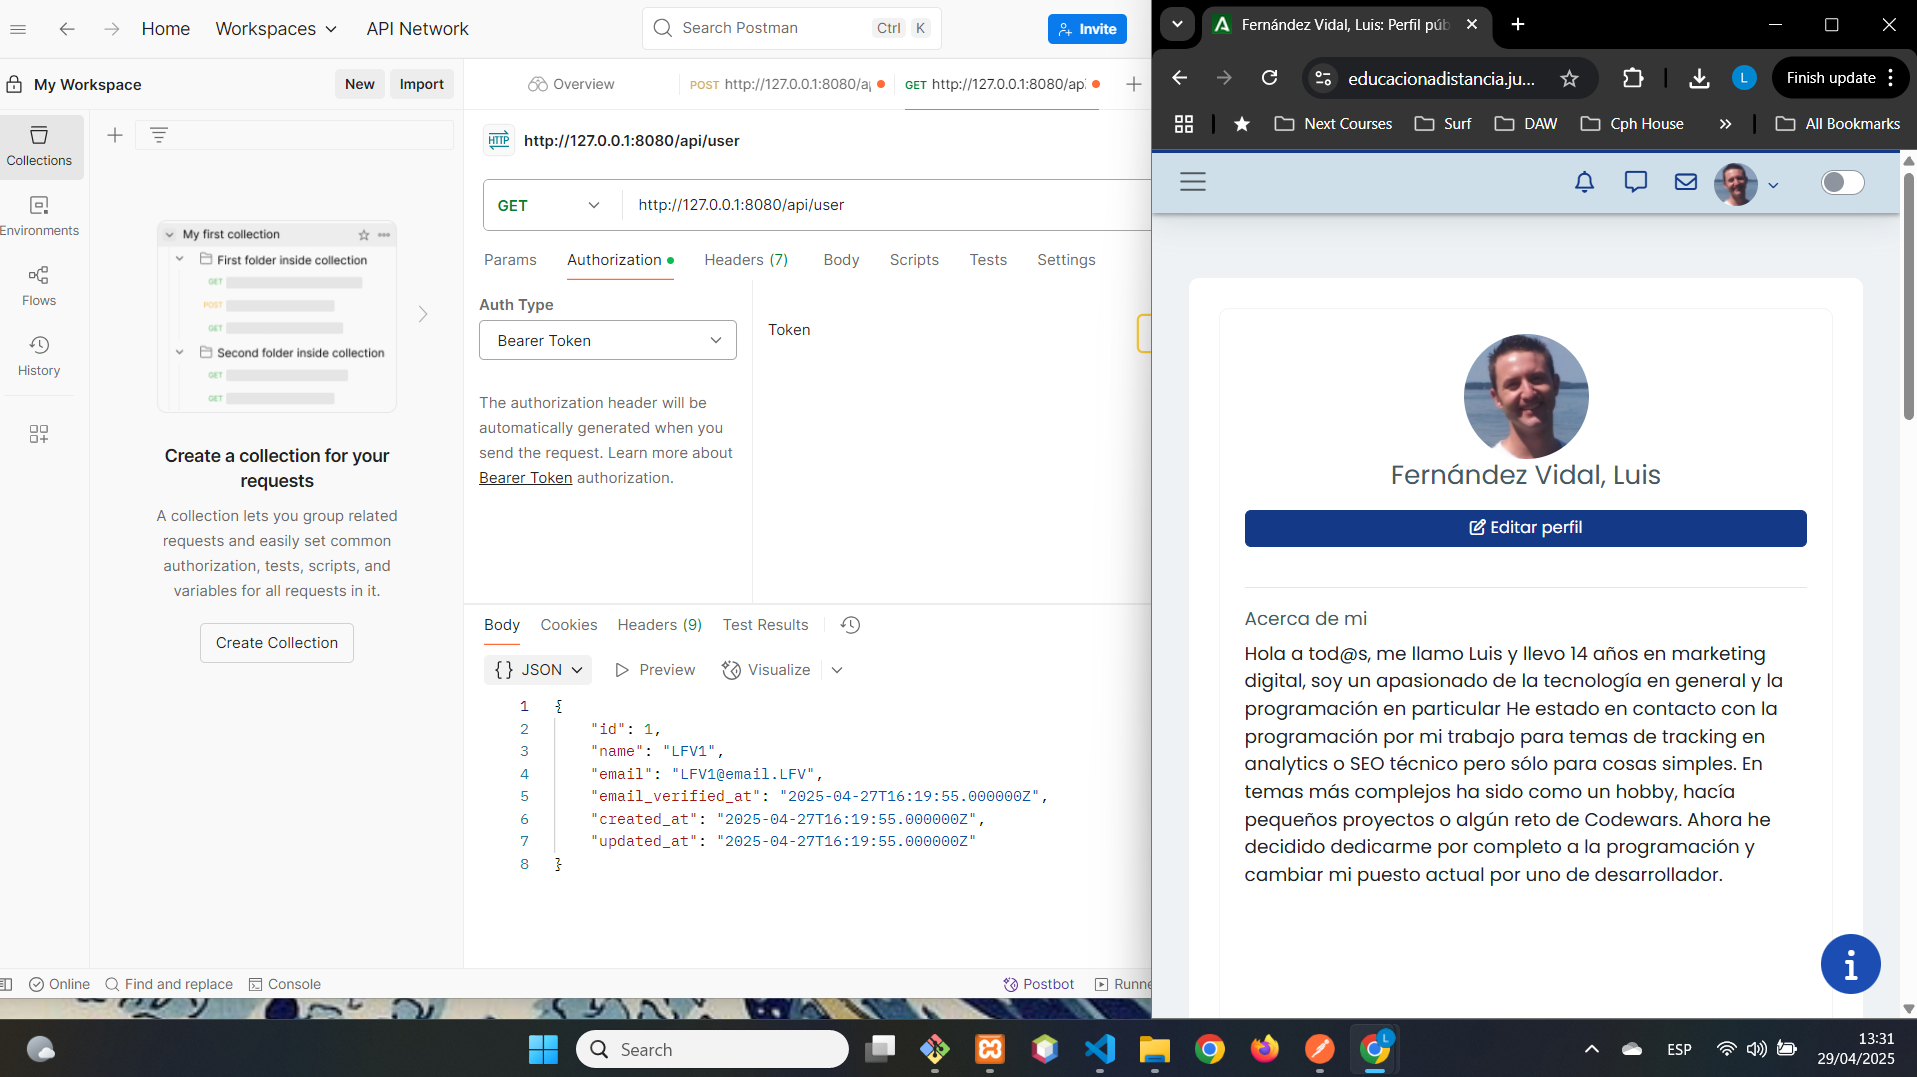 Home
Workspaces
API Network
Search Postman
Ctrl
K
Invite
My Workspace
New
Import
Overview
POST http://127.0.0.1:8080/a
GET http://127.0.0.1:8080/api
Collections
Environments
Flows
History
My first collection
First folder inside collection
GET
POST
GET
Second folder inside collection
GET
GET
Create a collection for your
requests
A collection lets you group related
requests and easily set common
authorization, tests, scripts, and
variables for all requests in it.
Create Collection
HTTP
http://127.0.0.1:8080/api/user
GET
http://127.0.0.1:8080/api/user
Params
Authorization
Headers (7)
Body
Scripts
Tests
Settings
Auth Type
Bearer Token
Token
The authorization header will be
automatically generated when you
send the request. Learn more about
Bearer Token authorization.
Body
Cookies
Headers (9)
Test Results
{} JSON
Preview
Visualize
1 {
2 "id": 1,
3 "name": "LFV1",
4 "email": "LFV1@email.LFV",
5 "email_verified_at": "2025-04-27T16:19:55.000000Z",
6 "created_at": "2025-04-27T16:19:55.000000Z",
7 "updated_at": "2025-04-27T16:19:55.000000Z"
8 }
Online
Find and replace
Console
Postbot
Runne
Fernández Vidal, Luis: Perfil púb
educacionadistancia.ju...
L
Finish update
Next Courses
Surf
DAW
Cph House
All Bookmarks
Fernández Vidal, Luis
Editar perfil
Acerca de mi
Hola a tod@s, me llamo Luis y llevo 14 años en marketing
digital, soy un apasionado de la tecnología en general y la
programación en particular He estado en contacto con la
programación por mi trabajo para temas de tracking en
analytics o SEO técnico pero sólo para cosas simples. En
temas más complejos ha sido como un hobby, hacía
pequeños proyectos o algún reto de Codewars. Ahora he
decidido dedicarme por completo a la programación y
cambiar mi puesto actual por uno de desarrollador.
i
Search
L
ESP
13:31
29/04/2025